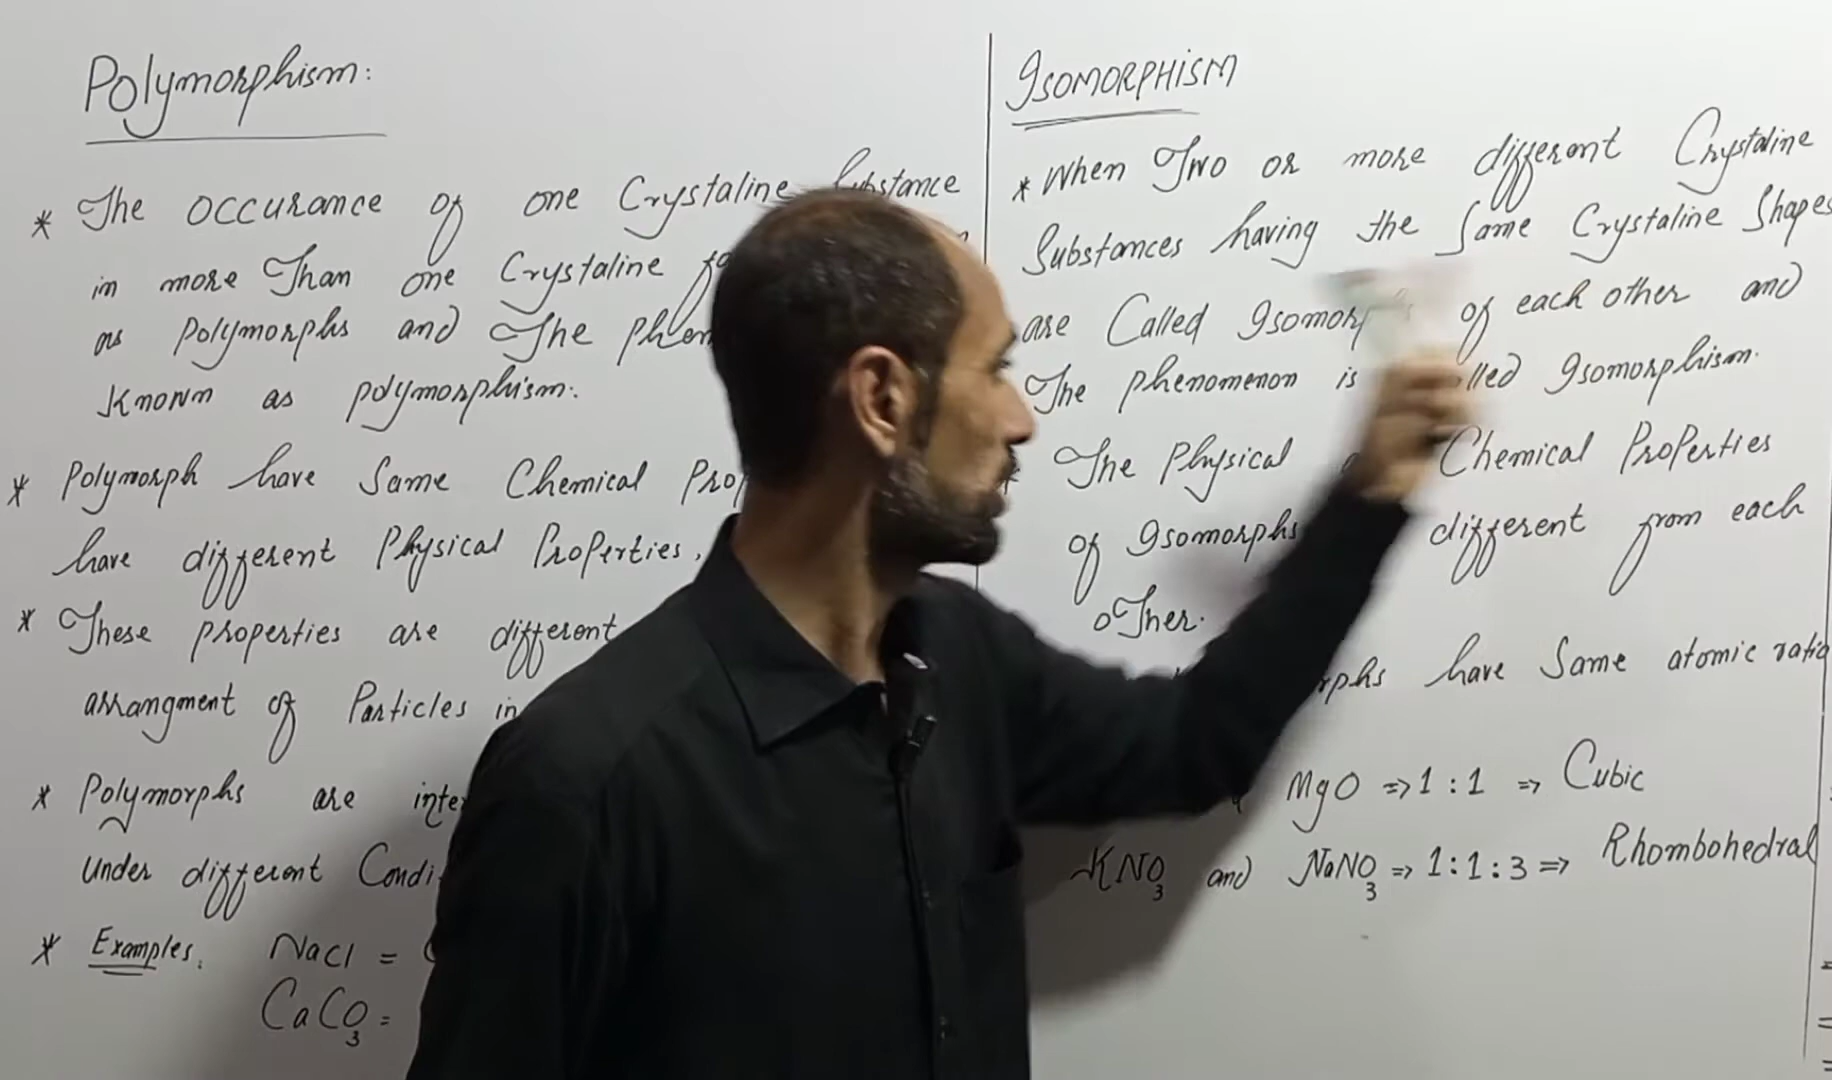 Polymorphism:
* The occurance of one Crystaline Substance
in more Than one Crystaline
as polymorphs and The
known as polymorphism.
* Polymorph have Same Chemical
have different Physical Properties,
* These properties are different
arrangment of Particles in
* Polymorphs are
under different
* Examples: NaCl =
CaCO3 =
ISOMORPHISM
* When Two or more different Crystaline
Substances having the Same Crystaline Shapes
are Called Isomorphs of each other and
The phenomenon is Isomorphism.
* The Physical Chemical Properties
of Isomorphs different from each
oTher.
have Same atomic ratio
MgO => 1:1 => Cubic
KNO3 and NaNO3 => 1:1:3 => Rhombohedral